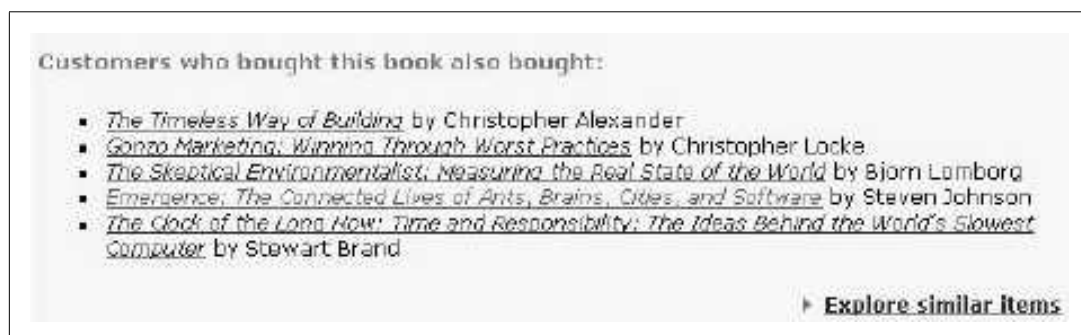 Customers who bought this book also bought:
▪ The Timeless Way of Building by Christopher Alexander
▪ Gonzo Marketing: Winning Through Worst Practices by Christopher Locke
▪ The Skeptical Environmentalist: Measuring the Real State of the World by Bjorn Lomborg
▪ Emergence: The Connected Lives of Ants, Brains, Cities, and Software by Steven Johnson
▪ The Clock of the Long Now: Time and Responsibility: The Ideas Behind the World's Slowest
Computer by Stewart Brand
Explore similar items